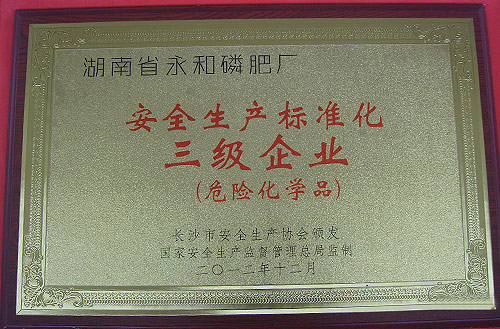 湖南省永和磷肥厂
安全生产标准化
三级企业
(危险化学品)
长沙市安全生产协会颁发
国家安全生产监督管理总局监制
二〇一二年十二月